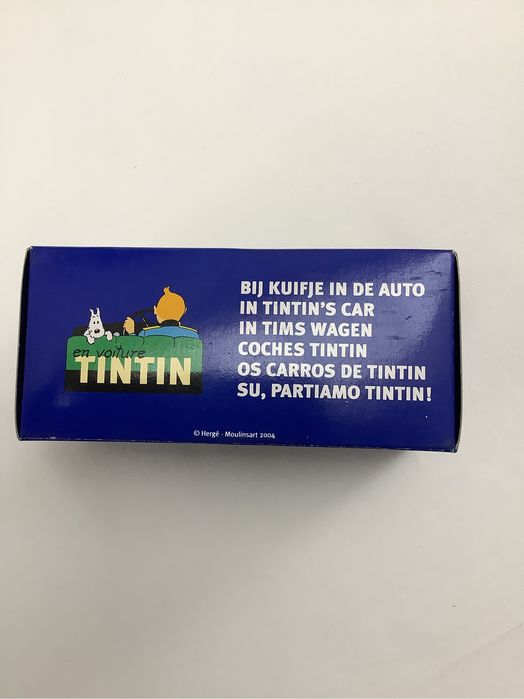 en voiture
TINTIN
BIJ KUIFJE IN DE AUTO
IN TINTIN'S CAR
IN TIMS WAGEN
COCHES TINTIN
OS CARROS DE TINTIN
SU, PARTIAMO TINTIN!
© Hergé - Moulinsart 2004